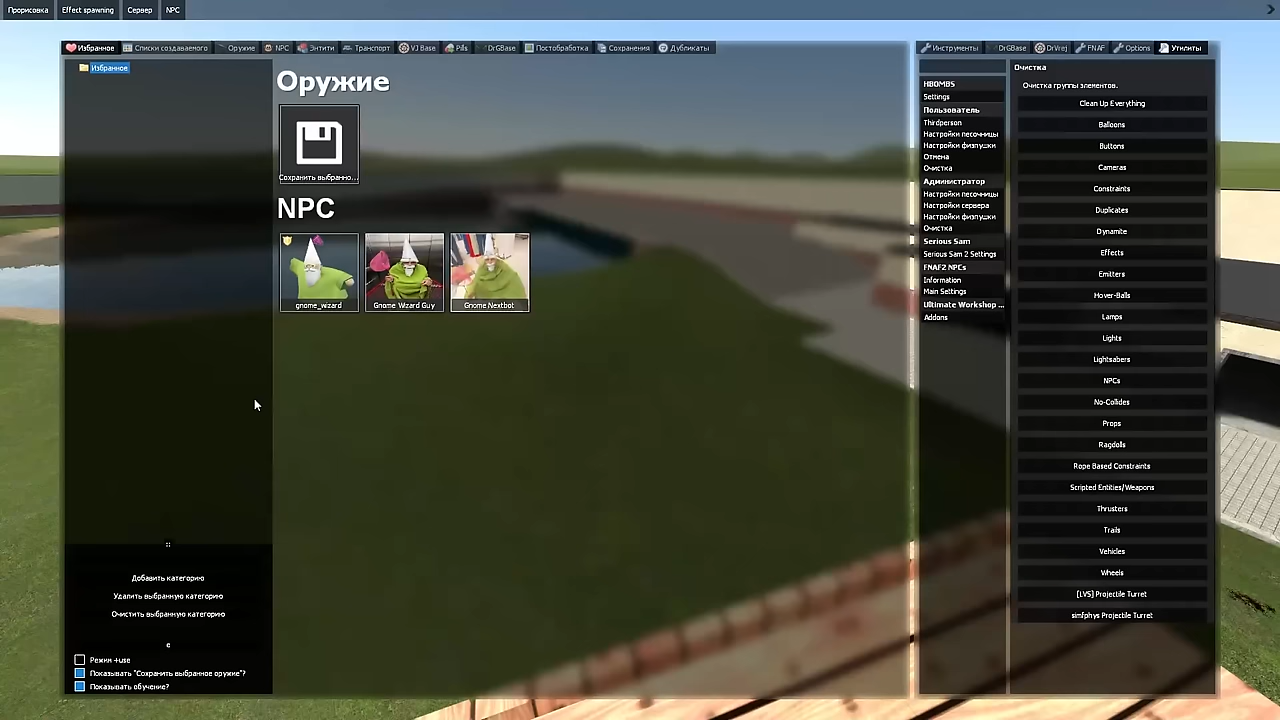 Прорисовка Effect spawning Сервер NPC
Избранное Списки создаваемого Оружие NPC Энтити Транспорт VJ Base Pills DrGBase Постобработка Сохранения Дубликаты
Избранное
Оружие
Сохранить выбранно...
NPC
gnome_wizard
Gnome Wizard Guy
Gnome Nextbot
Добавить категорию
Удалить выбранную категорию
Очистить выбранную категорию
Режим +use
Показывать "Сохранить выбранное оружие"?
Показывать обучение?
Инструменты DrGBase DrVrej FNAF Options Утилиты
HBOMBS
Settings
Пользователь
Thirdperson
Настройки песочницы
Настройки физпушки
Отмена
Очистка
Администратор
Настройки песочницы
Настройки сервера
Настройки физпушки
Очистка
Serious Sam
Serious Sam 2 Settings
FNAF2 NPCs
Information
Main Settings
Ultimate Workshop ...
Addons
Очистка
Очистка группы элементов.
Clean Up Everything
Balloons
Buttons
Cameras
Constraints
Duplicates
Dynamite
Effects
Emitters
Hover-Balls
Lamps
Lights
Lightsabers
NPCs
No-Collides
Props
Ragdolls
Rope Based Constraints
Scripted Entities/Weapons
Thrusters
Trails
Vehicles
Wheels
[LVS] Projectile Turret
simfphys Projectile Turret